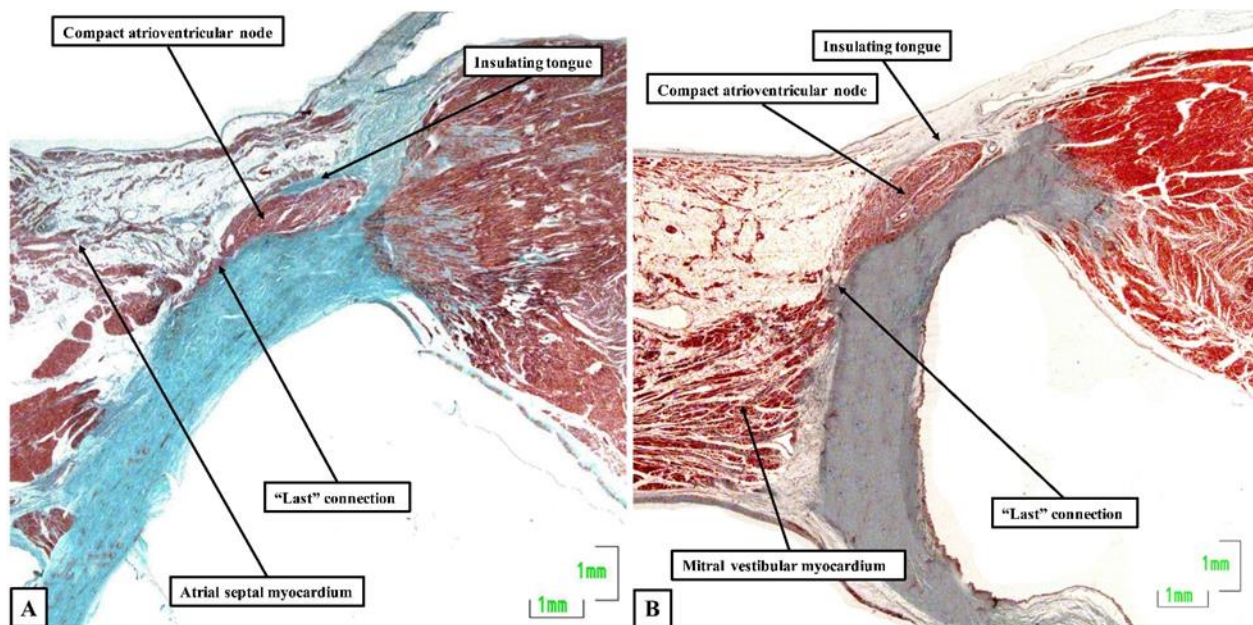 Compact atrioventricular node
Insulating tongue
"Last" connection
Atrial septal myocardium
1mm
1mm
A
Insulating tongue
Compact atrioventricular node
"Last" connection
Mitral vestibular myocardium
1mm
1mm
B